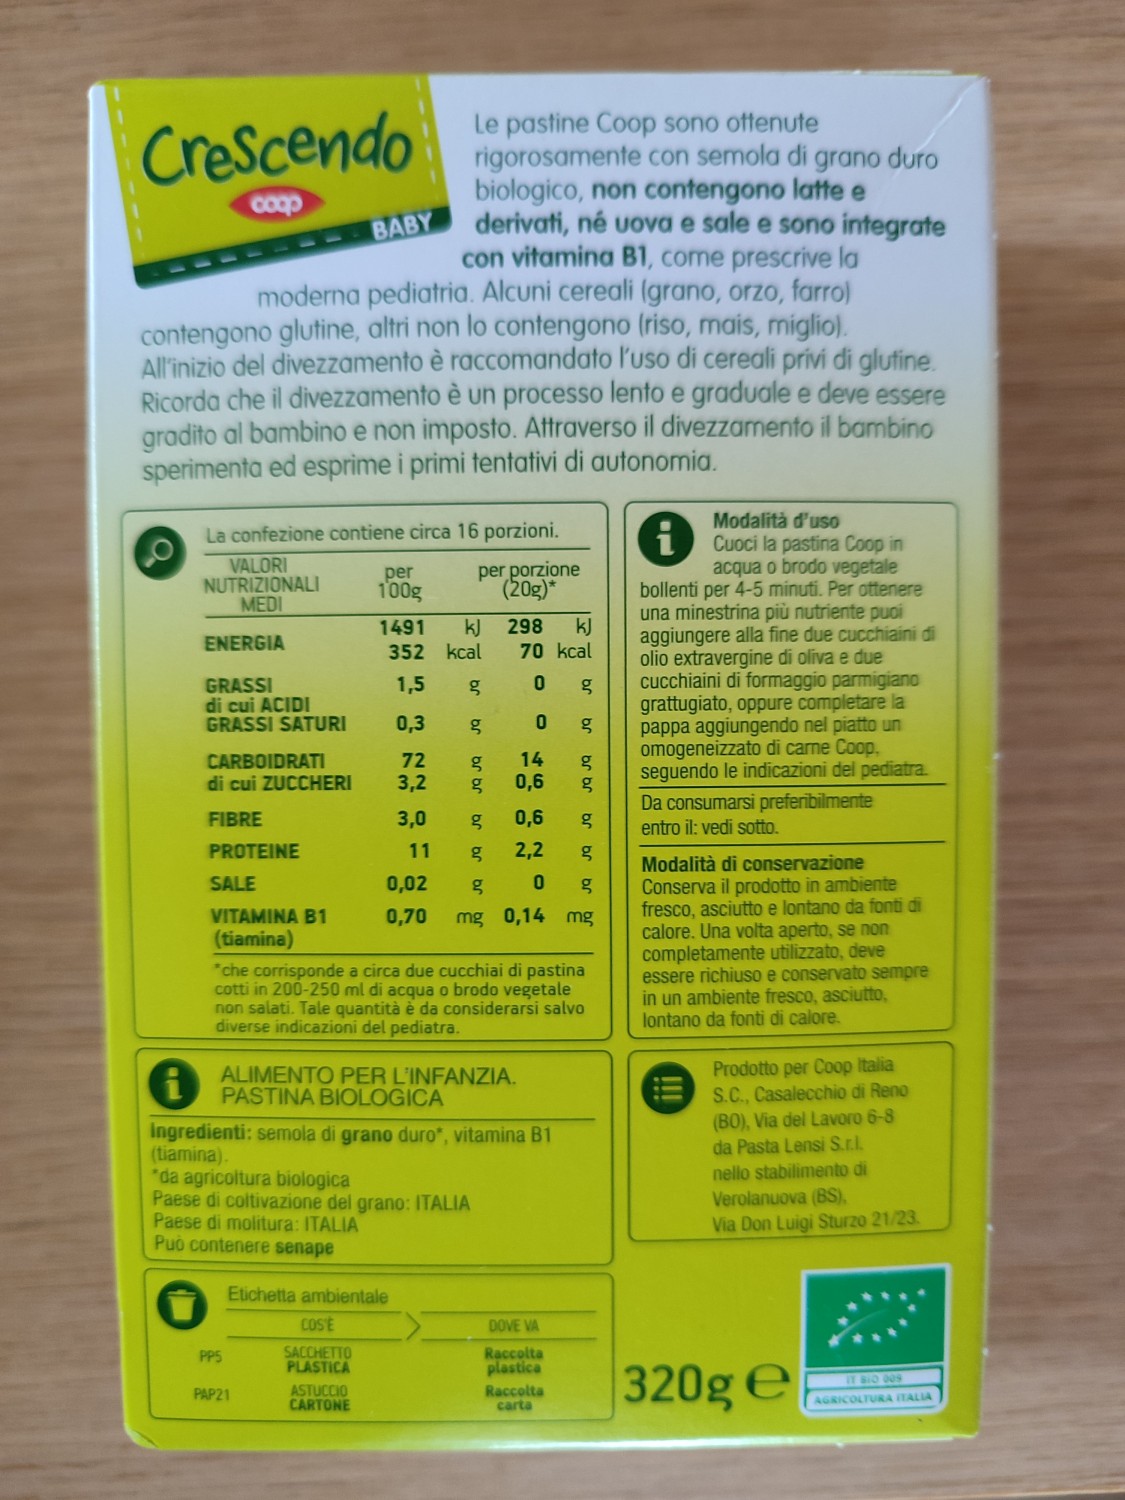 Crescendo
coop
BABY
Le pastine Coop sono ottenute
rigorosamente con semola di grano duro
biologico, non contengono latte e
derivati, né uova e sale e sono integrate
con vitamina B1, come prescrive la
moderna pediatria. Alcuni cereali (grano, orzo, farro)
contengono glutine, altri non lo contengono (riso, mais, miglio).
All'inizio del divezzamento è raccomandato l'uso di cereali privi di glutine.
Ricorda che il divezzamento è un processo lento e graduale e deve essere
gradito al bambino e non imposto. Attraverso il divezzamento il bambino
sperimenta ed esprime i primi tentativi di autonomia.
La confezione contiene circa 16 porzioni.
VALORI
NUTRIZIONALI
MEDI
per
100g
per porzione
(20g)*
ENERGIA
1491 kJ 298 kJ
352 kcal 70 kcal
GRASSI 1,5 g 0 g
di cui ACIDI
GRASSI SATURI 0,3 g 0 g
CARBOIDRATI 72 g 14 g
di cui ZUCCHERI 3,2 g 0,6 g
FIBRE 3,0 g 0,6 g
PROTEINE 11 g 2,2 g
SALE 0,02 g 0 g
VITAMINA B1 0,70 mg 0,14 mg
(tiamina)
*che corrisponde a circa due cucchiai di pastina
cotti in 200-250 ml di acqua o brodo vegetale
non salati. Tale quantità è da considerarsi salvo
diverse indicazioni del pediatra.
i
Modalità d'uso
Cuoci la pastina Coop in
acqua o brodo vegetale
bollenti per 4-5 minuti. Per ottenere
una minestrina più nutriente puoi
aggiungere alla fine due cucchiaini di
olio extravergine di oliva e due
cucchiaini di formaggio parmigiano
grattugiato, oppure completare la
pappa aggiungendo nel piatto un
omogeneizzato di carne Coop,
seguendo le indicazioni del pediatra.
Da consumarsi preferibilmente
entro il: vedi sotto.
Modalità di conservazione
Conserva il prodotto in ambiente
fresco, asciutto e lontano da fonti di
calore. Una volta aperto, se non
completamente utilizzato, deve
essere richiuso e conservato sempre
in un ambiente fresco, asciutto,
lontano da fonti di calore.
i
ALIMENTO PER L'INFANZIA.
PASTINA BIOLOGICA
Ingredienti: semola di grano duro*, vitamina B1
(tiamina).
*da agricoltura biologica
Paese di coltivazione del grano: ITALIA
Paese di molitura: ITALIA
Può contenere senape
Prodotto per Coop Italia
S.C., Casalecchio di Reno
(BO), Via del Lavoro 6-8
da Pasta Lensi S.r.l.
nello stabilimento di
Verolanuova (BS),
Via Don Luigi Sturzo 21/23.
Etichetta ambientale
COS'È DOVE VA
PP5 SACCHETTO PLASTICA Raccolta plastica
PAP21 ASTUCCIO CARTONE Raccolta carta
320g e
IT BIO 009
AGRICOLTURA ITALIA